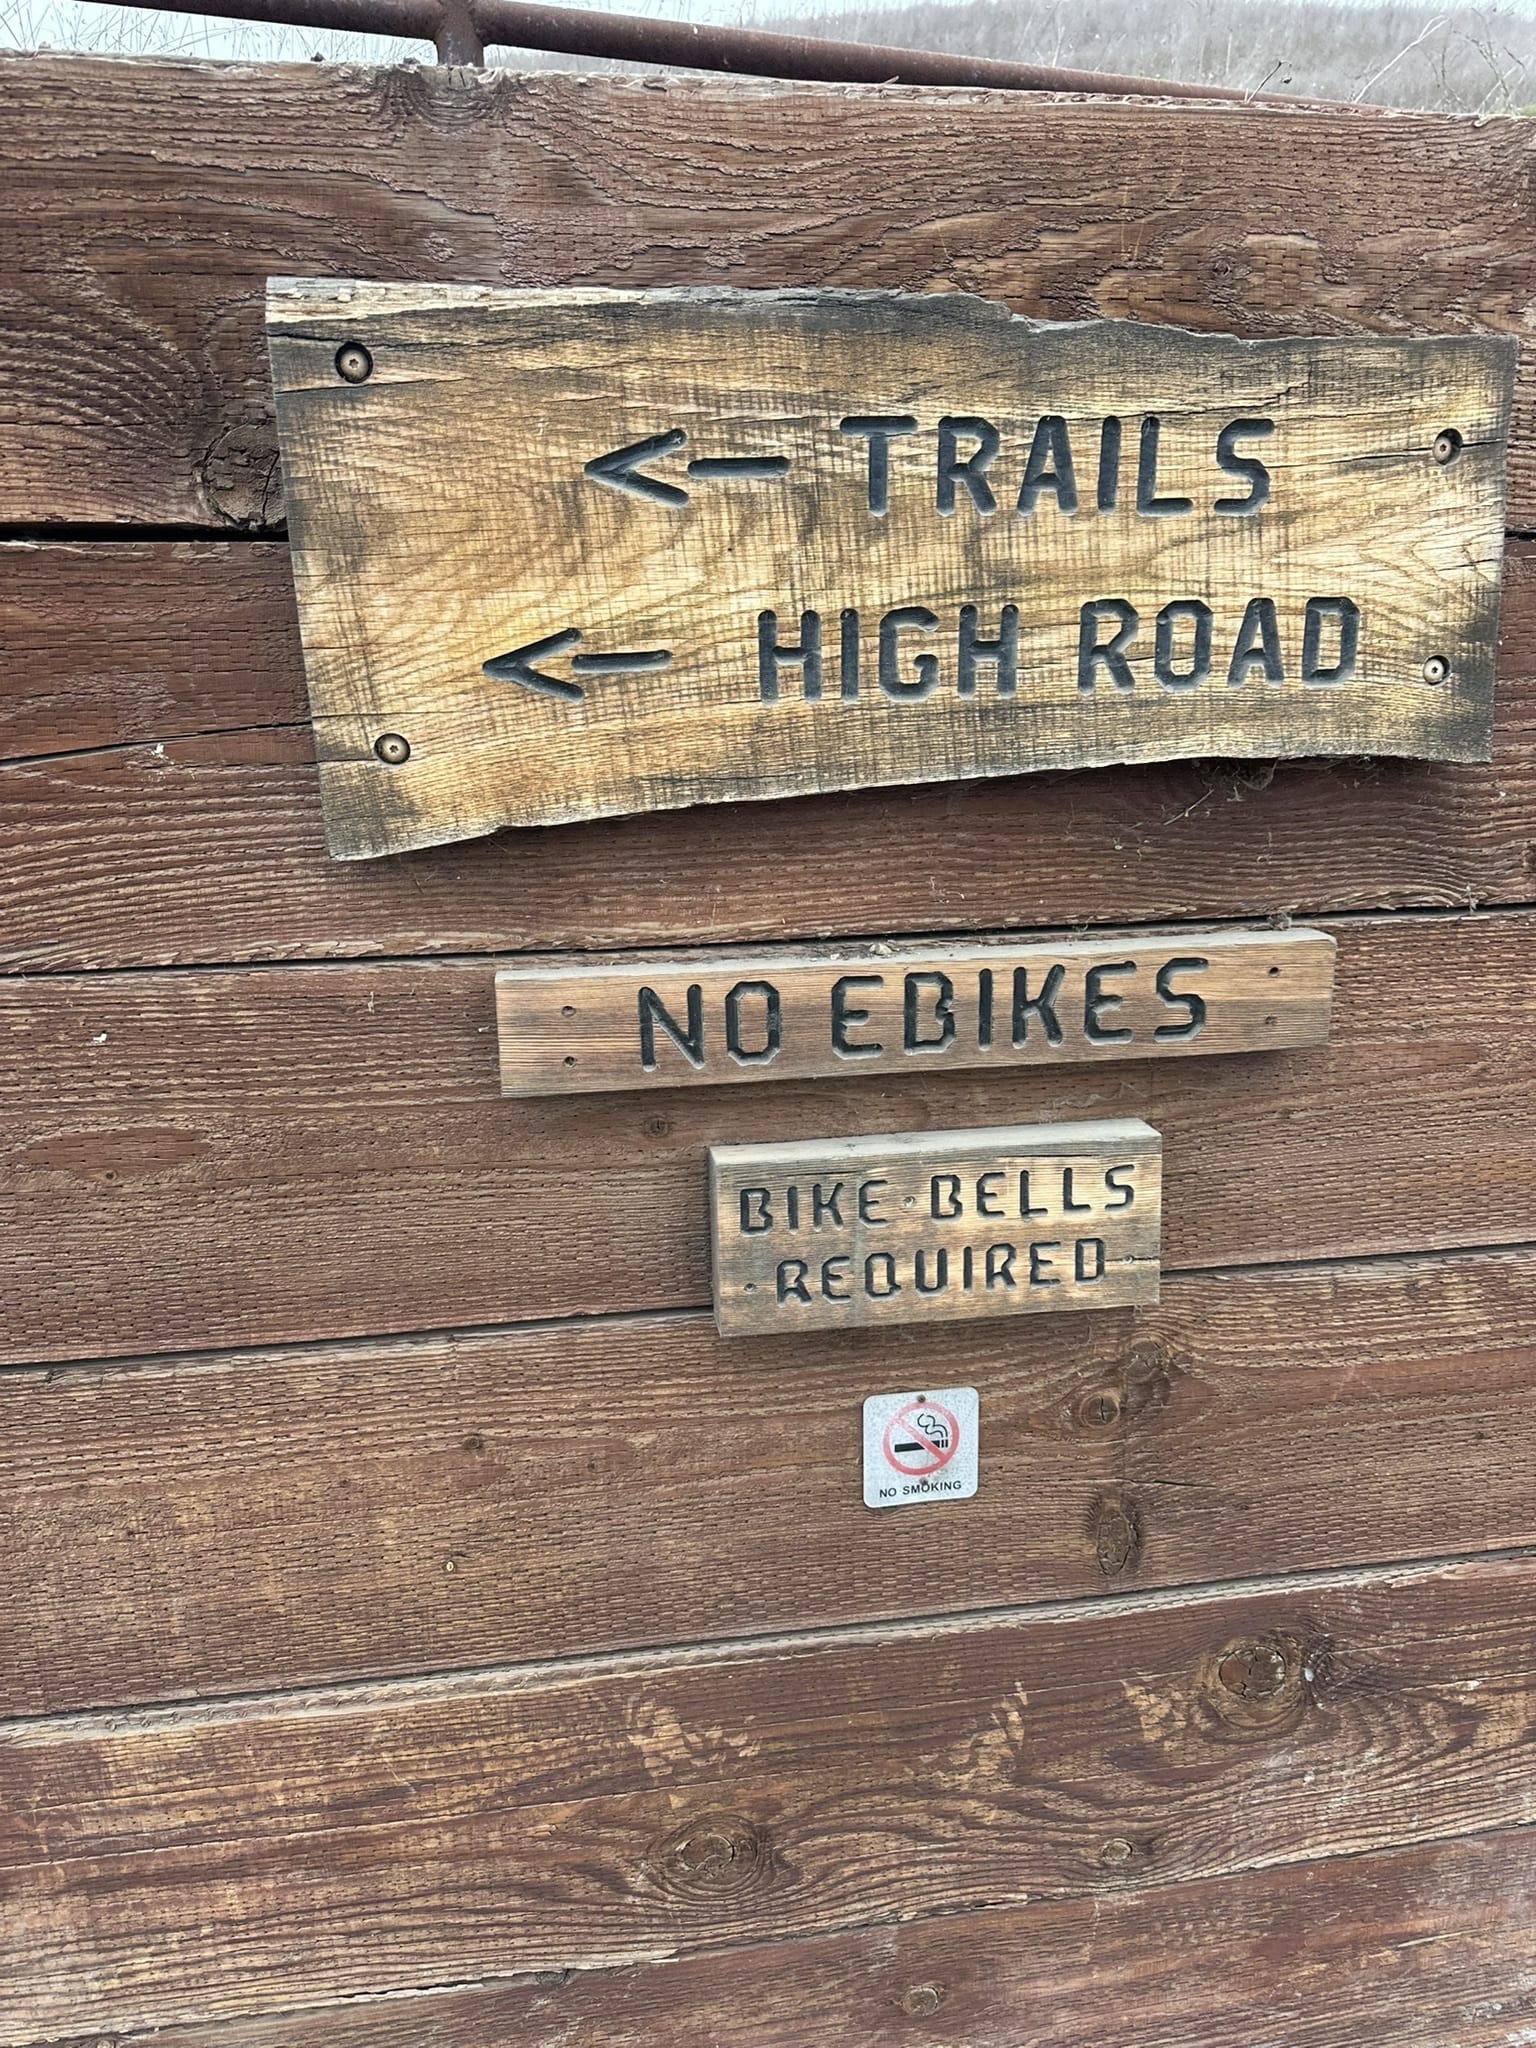 ← TRAILS
← HIGH ROAD
NO EBIKES
BIKE BELLS
REQUIRED
NO SMOKING